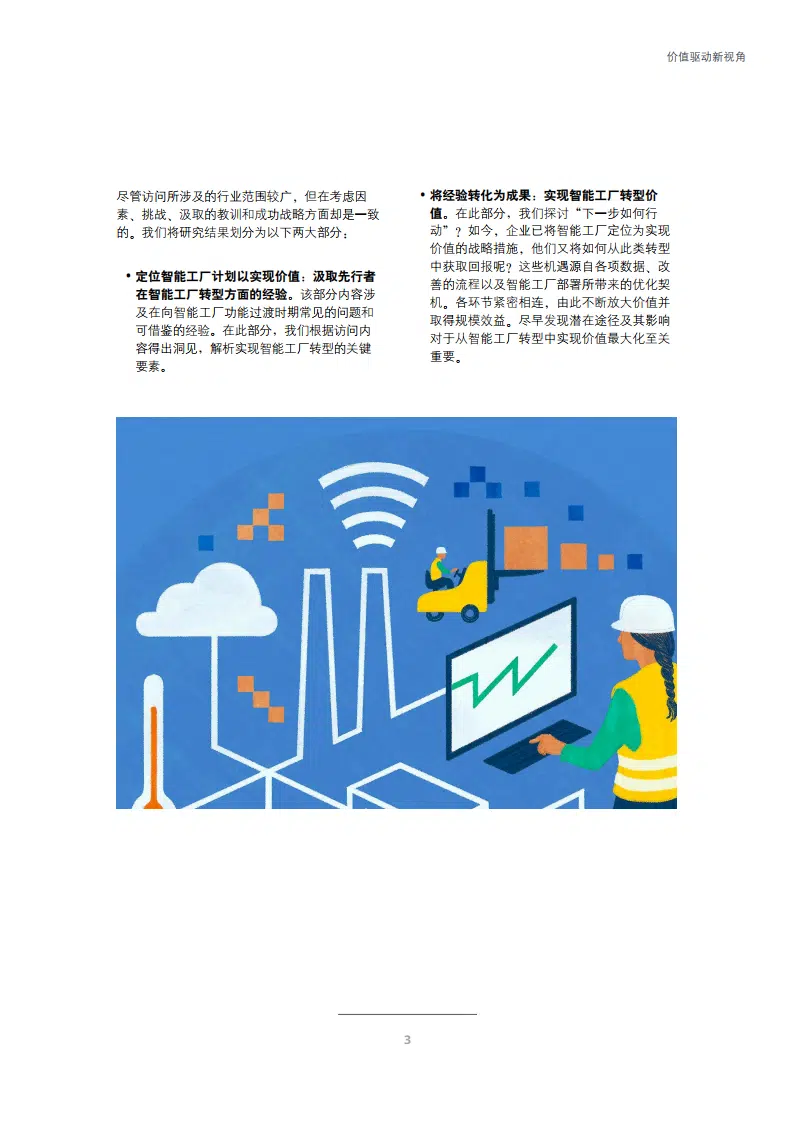 价值驱动新视角
尽管访问所涉及的行业范围较广，但在考虑因
素、挑战、汲取的教训和成功战略方面却是一致
的。我们将研究结果划分为以下两大部分：
• 定位智能工厂计划以实现价值：汲取先行者
在智能工厂转型方面的经验。该部分内容涉
及在向智能工厂功能过渡时期常见的问题和
可借鉴的经验。在此部分，我们根据访问内
容得出洞见，解析实现智能工厂转型的关键
要素。
• 将经验转化为成果：实现智能工厂转型价
值。在此部分，我们探讨“下一步如何行
动”？如今，企业已将智能工厂定位为实现
价值的战略措施，他们又将如何从此类转型
中获取回报呢？这些机遇源自各项数据、改
善的流程以及智能工厂部署所带来的优化契
机。各环节紧密相连，由此不断放大价值并
取得规模效益。尽早发现潜在途径及其影响
对于从智能工厂转型中实现价值最大化至关
重要。
3